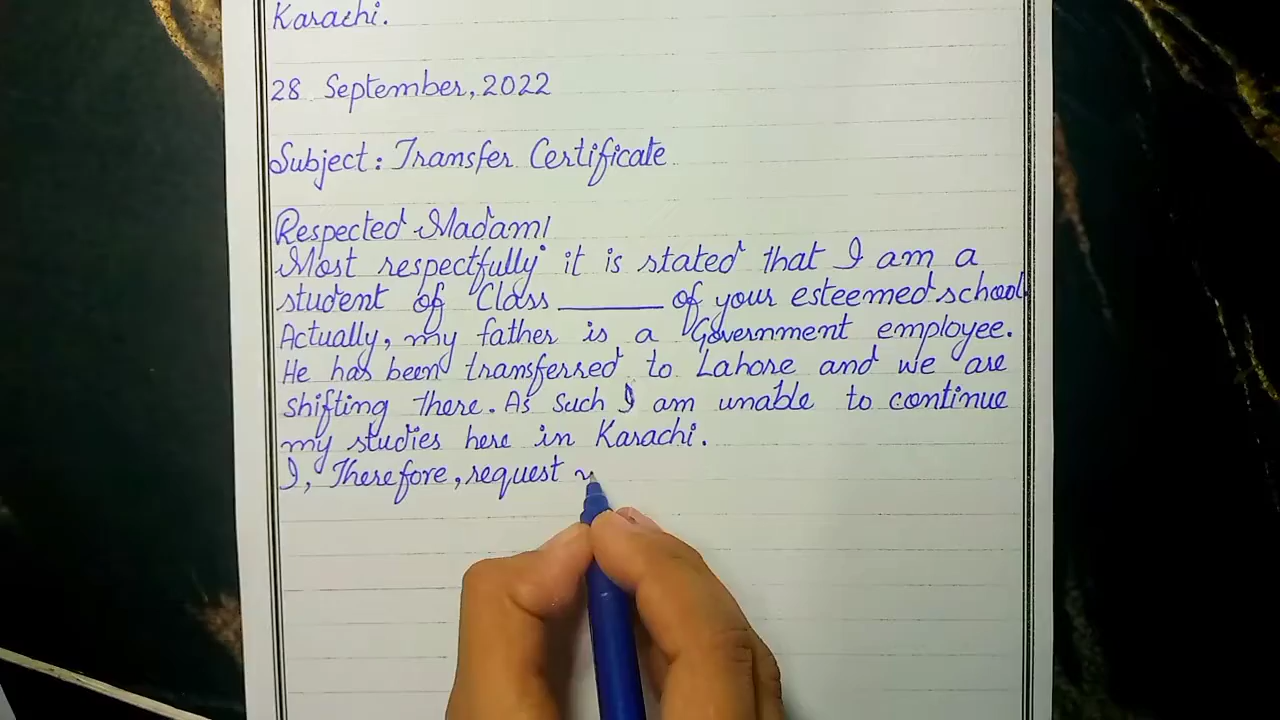 Karachi.
28 September, 2022
Subject: Transfer Certificate
Respected Madam!
Most respectfully it is stated that I am a
student of Class ______ of your esteemed school.
Actually, my father is a Government employee.
He has been transferred to Lahore and we are
shifting there. As such I am unable to continue
my studies here in Karachi.
I, Therefore, request